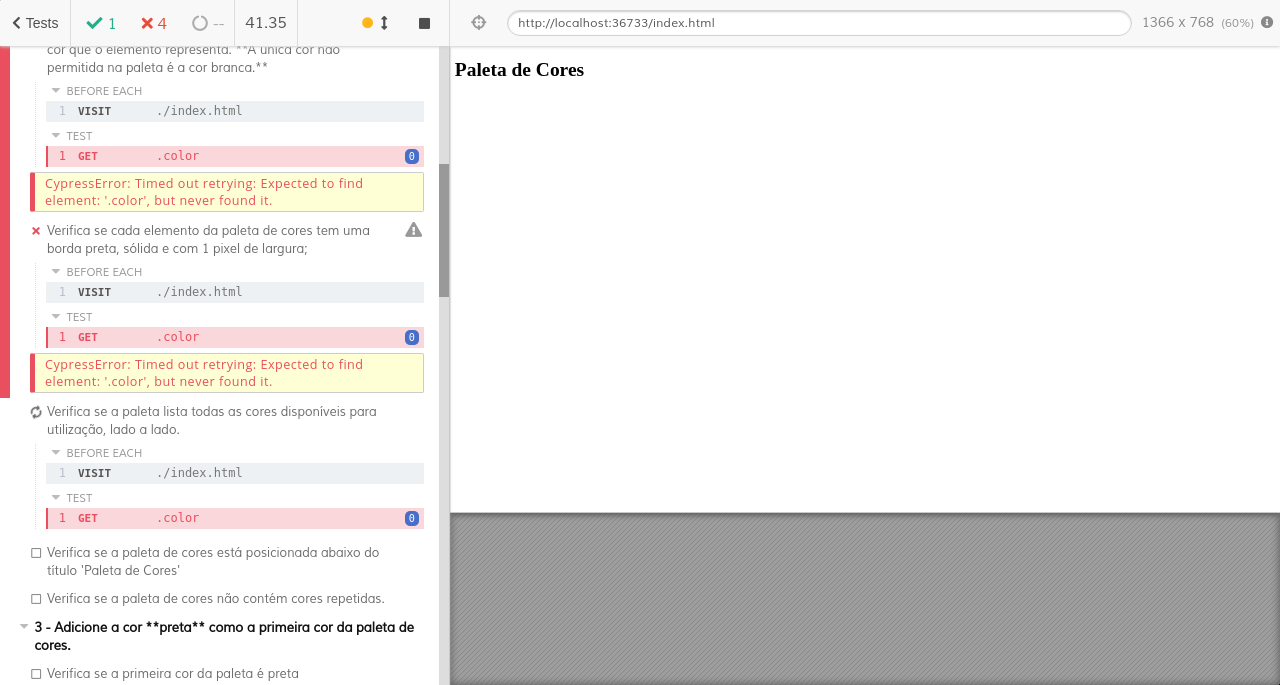 Tests
1
4
--
41.35
http://localhost:36733/index.html
1366 x 768 (60%)
cor que o elemento representa. **A única cor não
permitida na paleta é a cor branca.**
BEFORE EACH
1 VISIT ./index.html
TEST
1 GET .color 0
CypressError: Timed out retrying: Expected to find
element: '.color', but never found it.
Verifica se cada elemento da paleta de cores tem uma
borda preta, sólida e com 1 pixel de largura;
BEFORE EACH
1 VISIT ./index.html
TEST
1 GET .color 0
CypressError: Timed out retrying: Expected to find
element: '.color', but never found it.
Verifica se a paleta lista todas as cores disponíveis para
utilização, lado a lado.
BEFORE EACH
1 VISIT ./index.html
TEST
1 GET .color 0
Verifica se a paleta de cores está posicionada abaixo do
título 'Paleta de Cores'
Verifica se a paleta de cores não contém cores repetidas.
3 - Adicione a cor **preta** como a primeira cor da paleta de
cores.
Verifica se a primeira cor da paleta é preta
Paleta de Cores